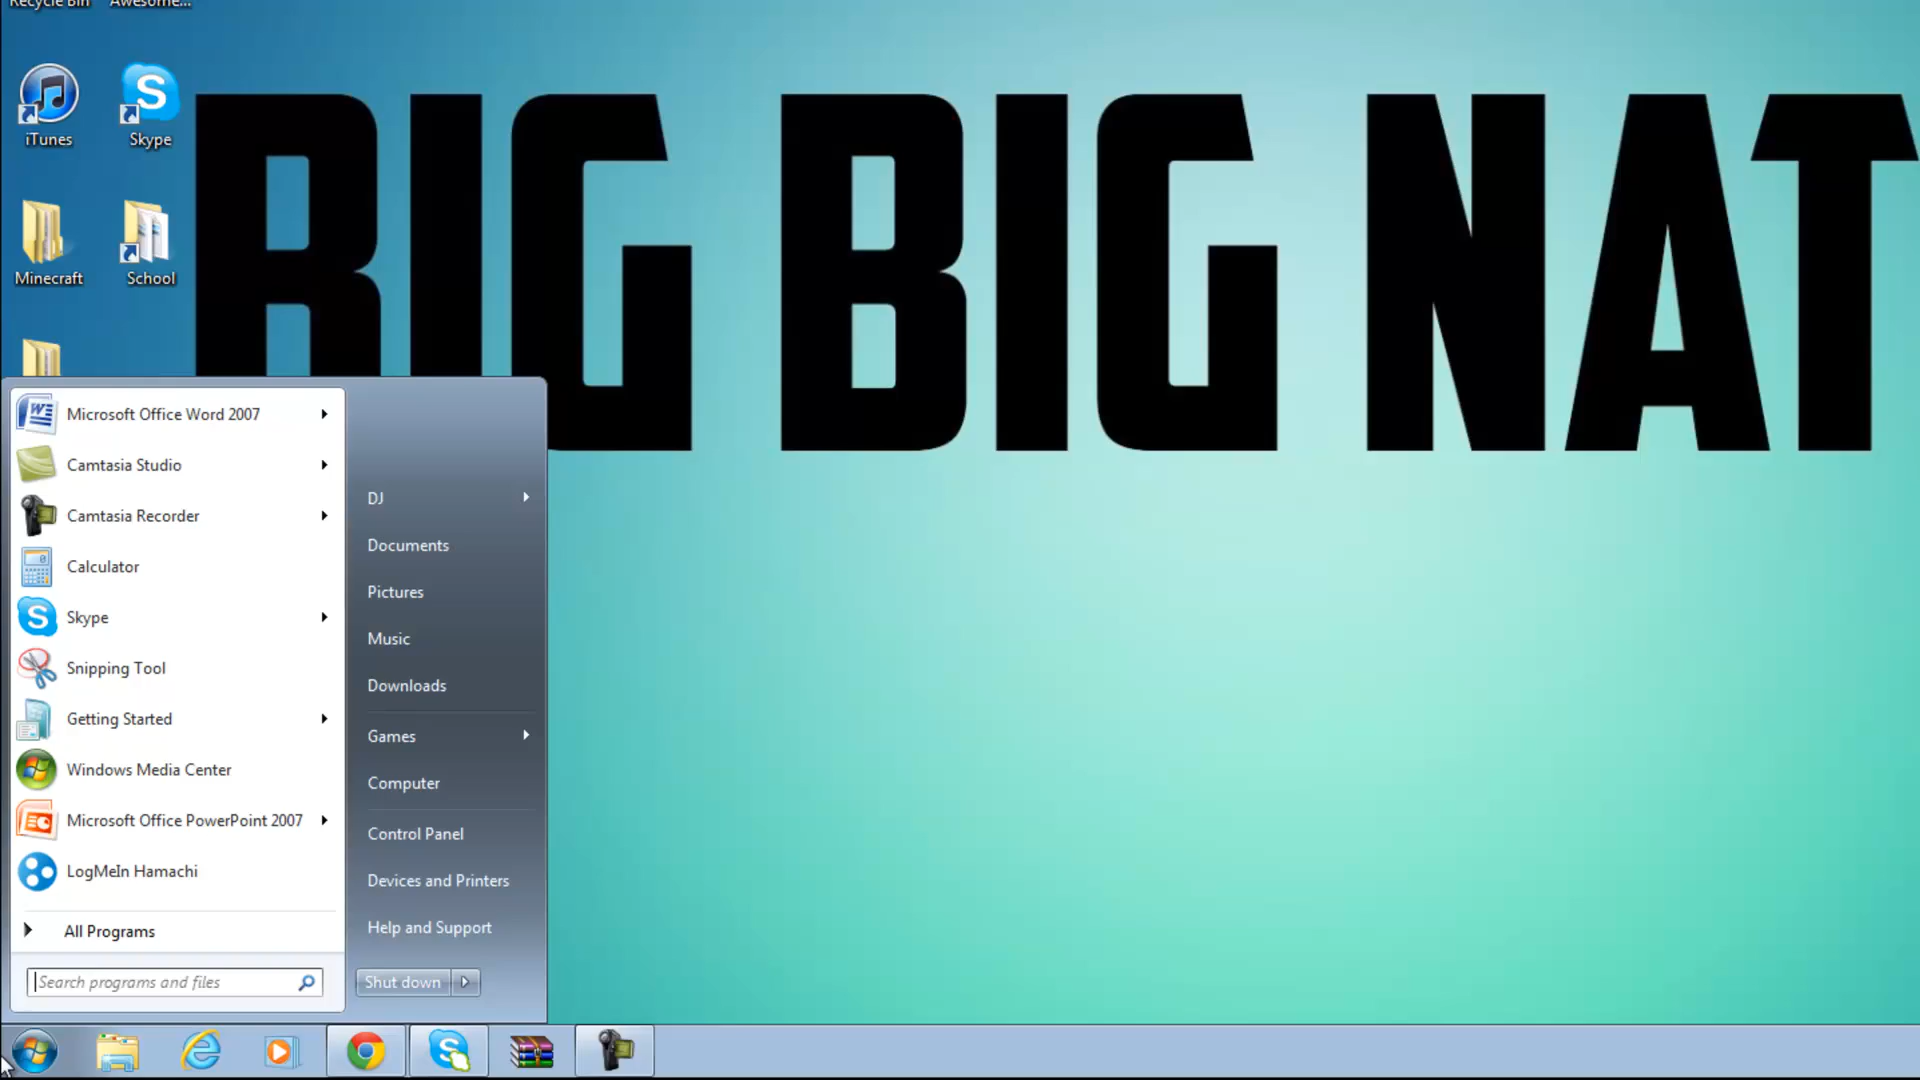 Recycle Bin
Awesome...
iTunes
Skype
Minecraft
School
BIG BIG NAT
Microsoft Office Word 2007
Camtasia Studio
Camtasia Recorder
Calculator
Skype
Snipping Tool
Getting Started
Windows Media Center
Microsoft Office PowerPoint 2007
LogMeIn Hamachi
All Programs
Search programs and files
DJ
Documents
Pictures
Music
Downloads
Games
Computer
Control Panel
Devices and Printers
Help and Support
Shut down